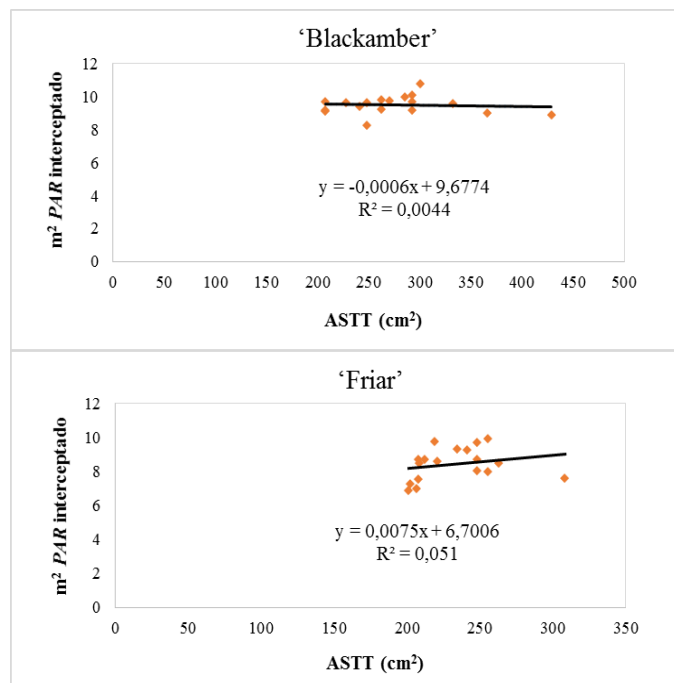 ‘Blackamber’
m² PAR interceptado
12
10
8
6
4
2
0
y = -0,0006x + 9,6774
R² = 0,0044
0 50 100 150 200 250 300 350 400 450 500
ASTT (cm²)
‘Friar’
m² PAR interceptado
12
10
8
6
4
2
0
y = 0,0075x + 6,7006
R² = 0,051
0 50 100 150 200 250 300 350
ASTT (cm²)